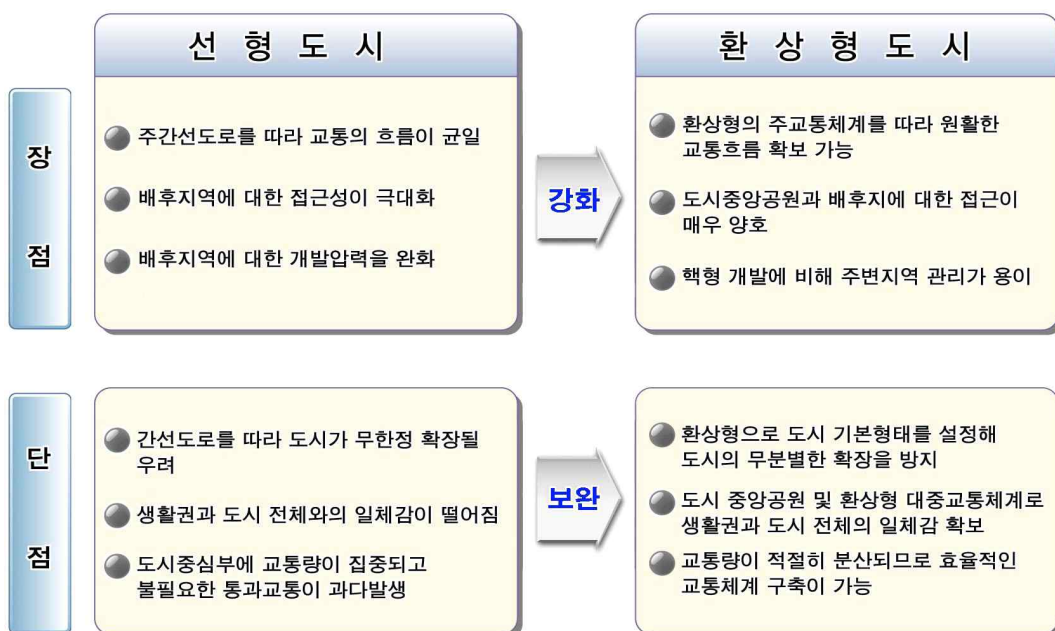 선 형 도 시
환 상 형 도 시
장
점
주간선도로를 따라 교통의 흐름이 균일
배후지역에 대한 접근성이 극대화
배후지역에 대한 개발압력을 완화
강화
환상형의 주교통체계를 따라 원활한
교통흐름 확보 가능
도시중앙공원과 배후지에 대한 접근이
매우 양호
핵형 개발에 비해 주변지역 관리가 용이
단
점
간선도로를 따라 도시가 무한정 확장될
우려
생활권과 도시 전체와의 일체감이 떨어짐
도시중심부에 교통량이 집중되고
불필요한 통과교통이 과다발생
보완
환상형으로 도시 기본형태를 설정해
도시의 무분별한 확장을 방지
도시 중앙공원 및 환상형 대중교통체계로
생활권과 도시 전체의 일체감 확보
교통량이 적절히 분산되므로 효율적인
교통체계 구축이 가능